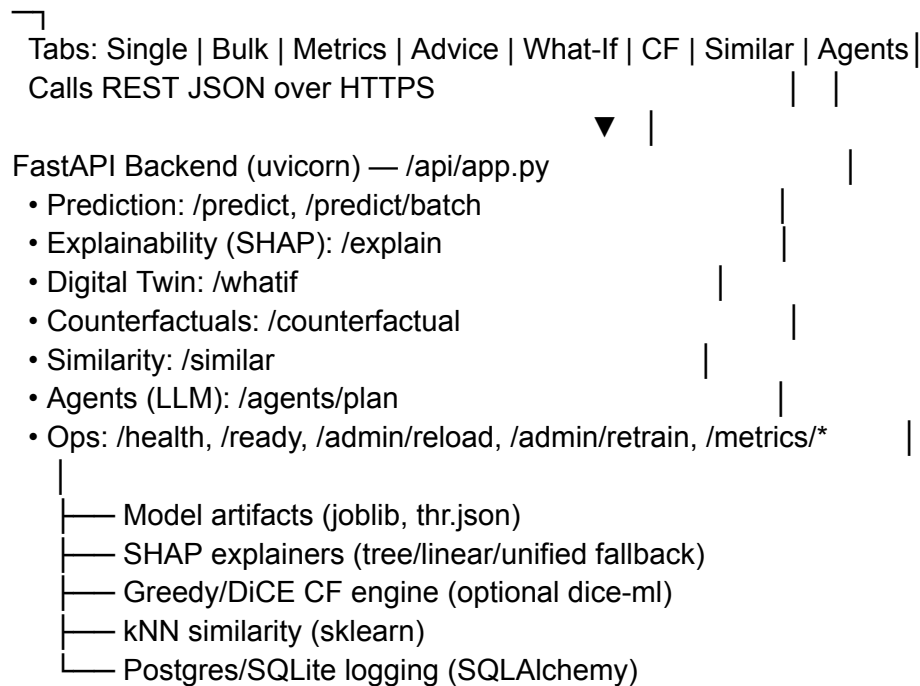 Tabs: Single | Bulk | Metrics | Advice | What-If | CF | Similar | Agents│
Calls REST JSON over HTTPS │ │
▼ │
FastAPI Backend (uvicorn) — /api/app.py │
• Prediction: /predict, /predict/batch │
• Explainability (SHAP): /explain │
• Digital Twin: /whatif │
• Counterfactuals: /counterfactual │
• Similarity: /similar │
• Agents (LLM): /agents/plan │
• Ops: /health, /ready, /admin/reload, /admin/retrain, /metrics/* │
│
├── Model artifacts (joblib, thr.json)
├── SHAP explainers (tree/linear/unified fallback)
├── Greedy/DiCE CF engine (optional dice-ml)
├── kNN similarity (sklearn)
└── Postgres/SQLite logging (SQLAlchemy)